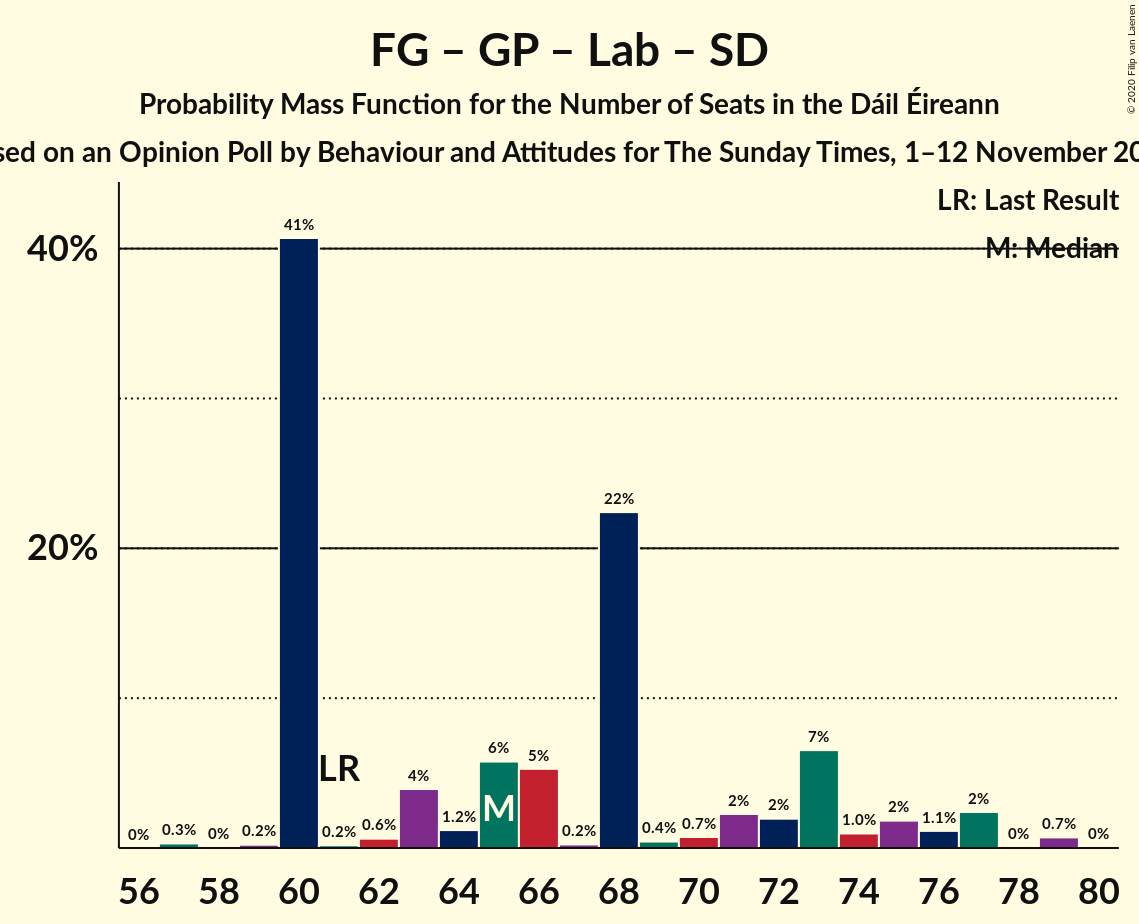 FG – GP – Lab – SD
© 2020 Filip van Laenen
Probability Mass Function for the Number of Seats in the Dáil Éireann
sed on an Opinion Poll by Behaviour and Attitudes for The Sunday Times, 1–12 November 20
LR: Last Result
M: Median
40%
20%
41%
22%
LR
M
0% 0.3% 0% 0.2% 0.2% 0.6% 4% 1.2% 6% 5% 0.2% 0.4% 0.7% 2% 2% 7% 1.0% 2% 1.1% 2% 0% 0.7% 0%
56 58 60 62 64 66 68 70 72 74 76 78 80